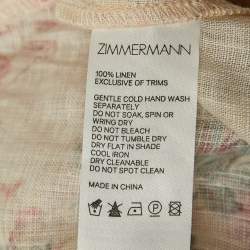 ZIMMERMANN
100% LINEN
EXCLUSIVE OF TRIMS
GENTLE COLD HAND WASH
SEPARATELY
DO NOT SOAK, SPIN OR
WRING DRY
DO NOT BLEACH
DO NOT TUMBLE DRY
DRY FLAT IN SHADE
COOL IRON
DRY CLEANABLE
DO NOT SPOT CLEAN
MADE IN CHINA
P